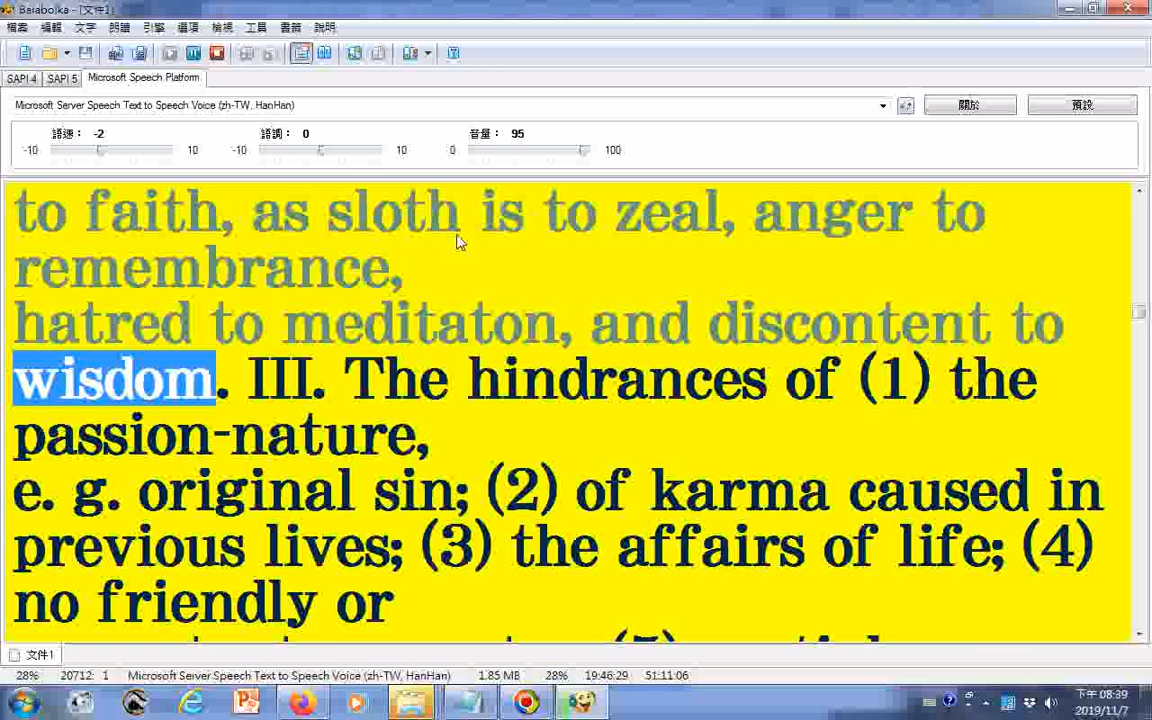 Balabolka - [文件1]
檔案 編輯 文字 朗讀 引擎 選項 檢視 工具 書籤 說明
SAPI 4 SAPI 5 Microsoft Speech Platform
Microsoft Server Speech Text to Speech Voice (zh-TW, HanHan) 關於 預設
語速： -2 語調： 0 音量： 95
-10 10 -10 10 0 100
to faith, as sloth is to zeal, anger to
remembrance,
hatred to meditaton, and discontent to
wisdom. III. The hindrances of (1) the
passion-nature,
e. g. original sin; (2) of karma caused in
previous lives; (3) the affairs of life; (4)
no friendly or
文件1
28% 20712: 1 Microsoft Server Speech Text to Speech Voice (zh-TW, HanHan) 1.85 MB 28% 19:46:29 51:11:06
下午 08:39
2019/11/7